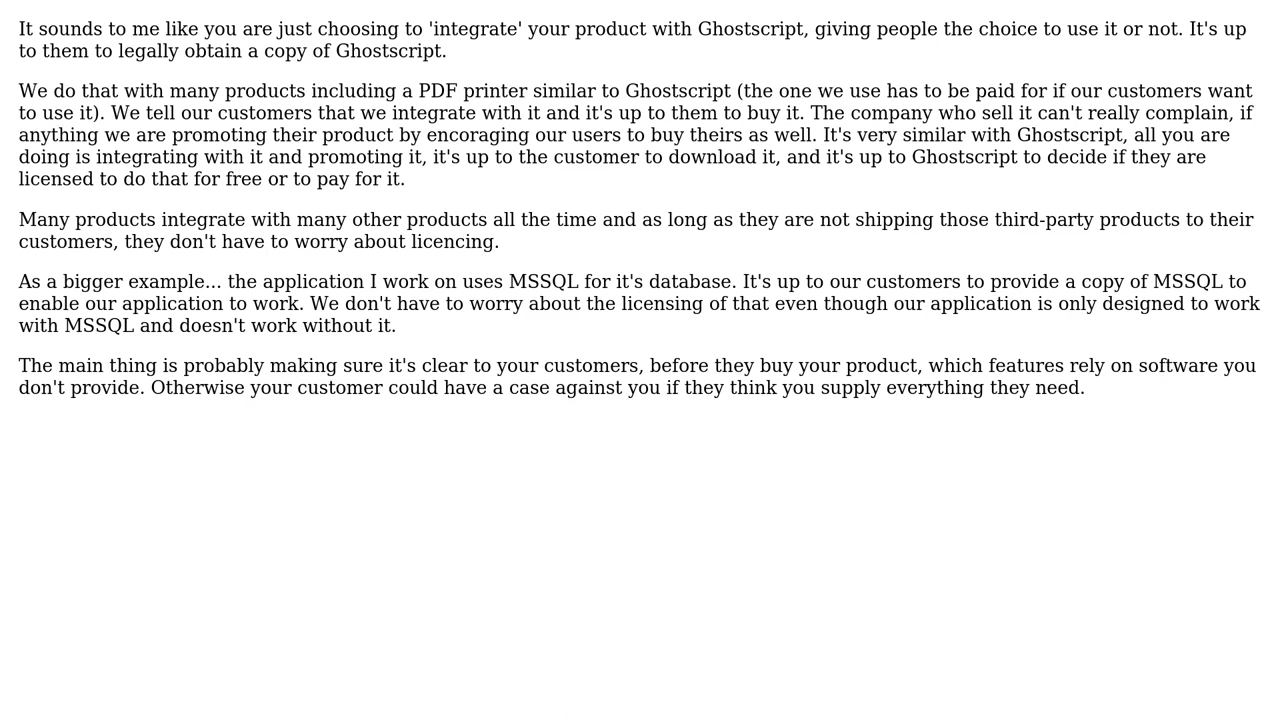 It sounds to me like you are just choosing to 'integrate' your product with Ghostscript, giving people the choice to use it or not. It's up
to them to legally obtain a copy of Ghostscript.
We do that with many products including a PDF printer similar to Ghostscript (the one we use has to be paid for if our customers want
to use it). We tell our customers that we integrate with it and it's up to them to buy it. The company who sell it can't really complain, if
anything we are promoting their product by encoraging our users to buy theirs as well. It's very similar with Ghostscript, all you are
doing is integrating with it and promoting it, it's up to the customer to download it, and it's up to Ghostscript to decide if they are
licensed to do that for free or to pay for it.
Many products integrate with many other products all the time and as long as they are not shipping those third-party products to their
customers, they don't have to worry about licencing.
As a bigger example... the application I work on uses MSSQL for it's database. It's up to our customers to provide a copy of MSSQL to
enable our application to work. We don't have to worry about the licensing of that even though our application is only designed to work
with MSSQL and doesn't work without it.
The main thing is probably making sure it's clear to your customers, before they buy your product, which features rely on software you
don't provide. Otherwise your customer could have a case against you if they think you supply everything they need.